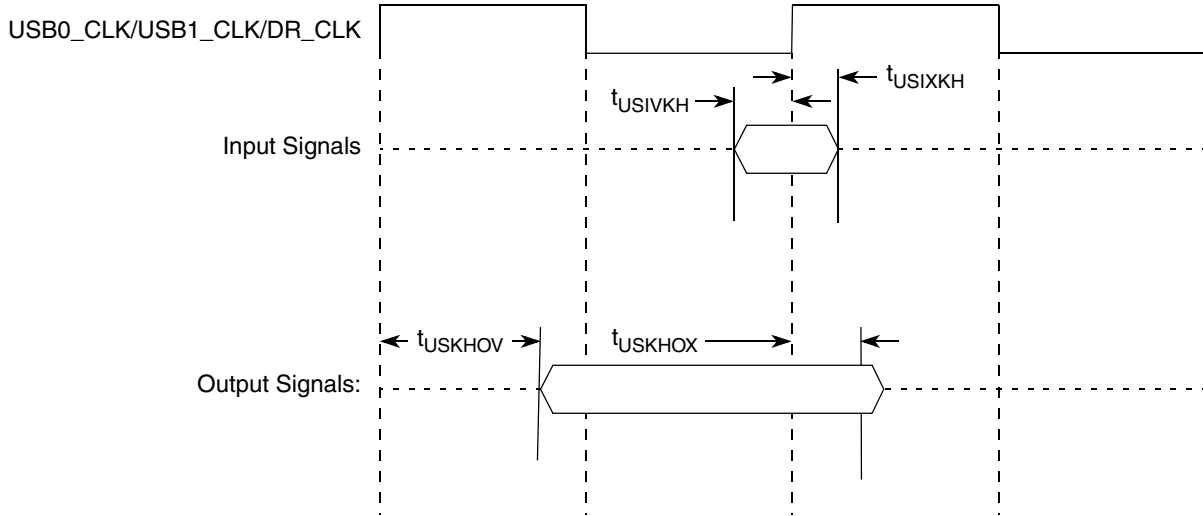 USB0_CLK/USB1_CLK/DR_CLK
tUSIXKH
tUSIVKH
Input Signals
tUSKHOV
tUSKHOX
Output Signals: